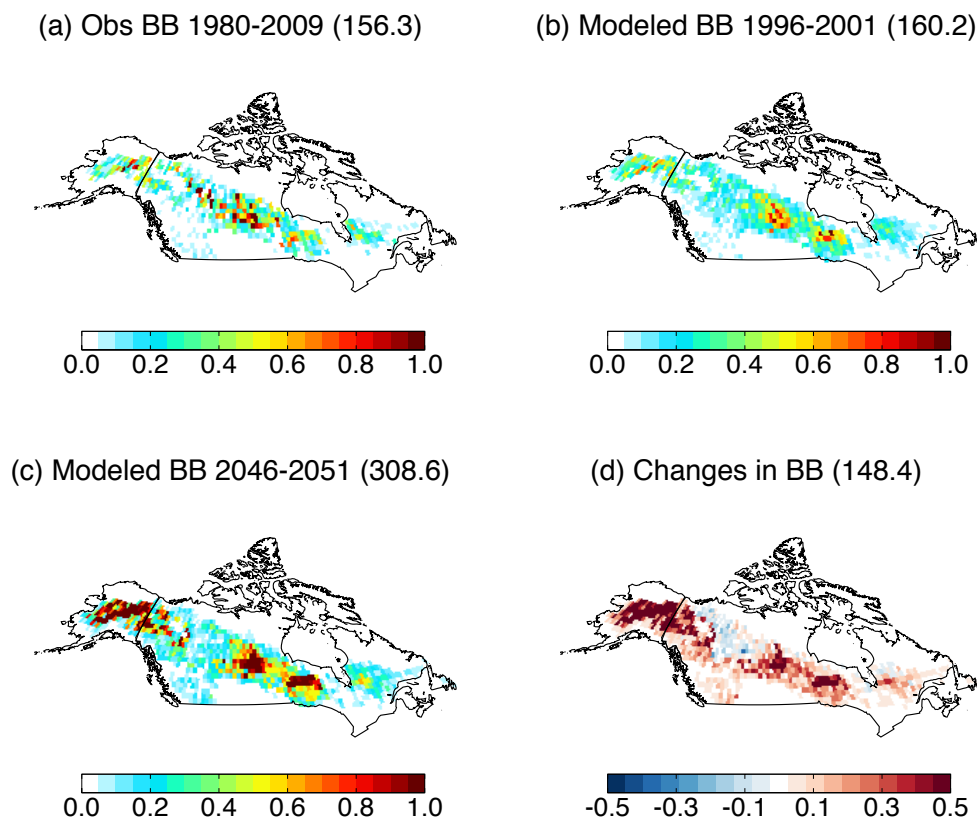 (a) Obs BB 1980-2009 (156.3)
(b) Modeled BB 1996-2001 (160.2)
0.0 0.2 0.4 0.6 0.8 1.0
0.0 0.2 0.4 0.6 0.8 1.0
(c) Modeled BB 2046-2051 (308.6)
(d) Changes in BB (148.4)
0.0 0.2 0.4 0.6 0.8 1.0
-0.5 -0.3 -0.1 0.1 0.3 0.5